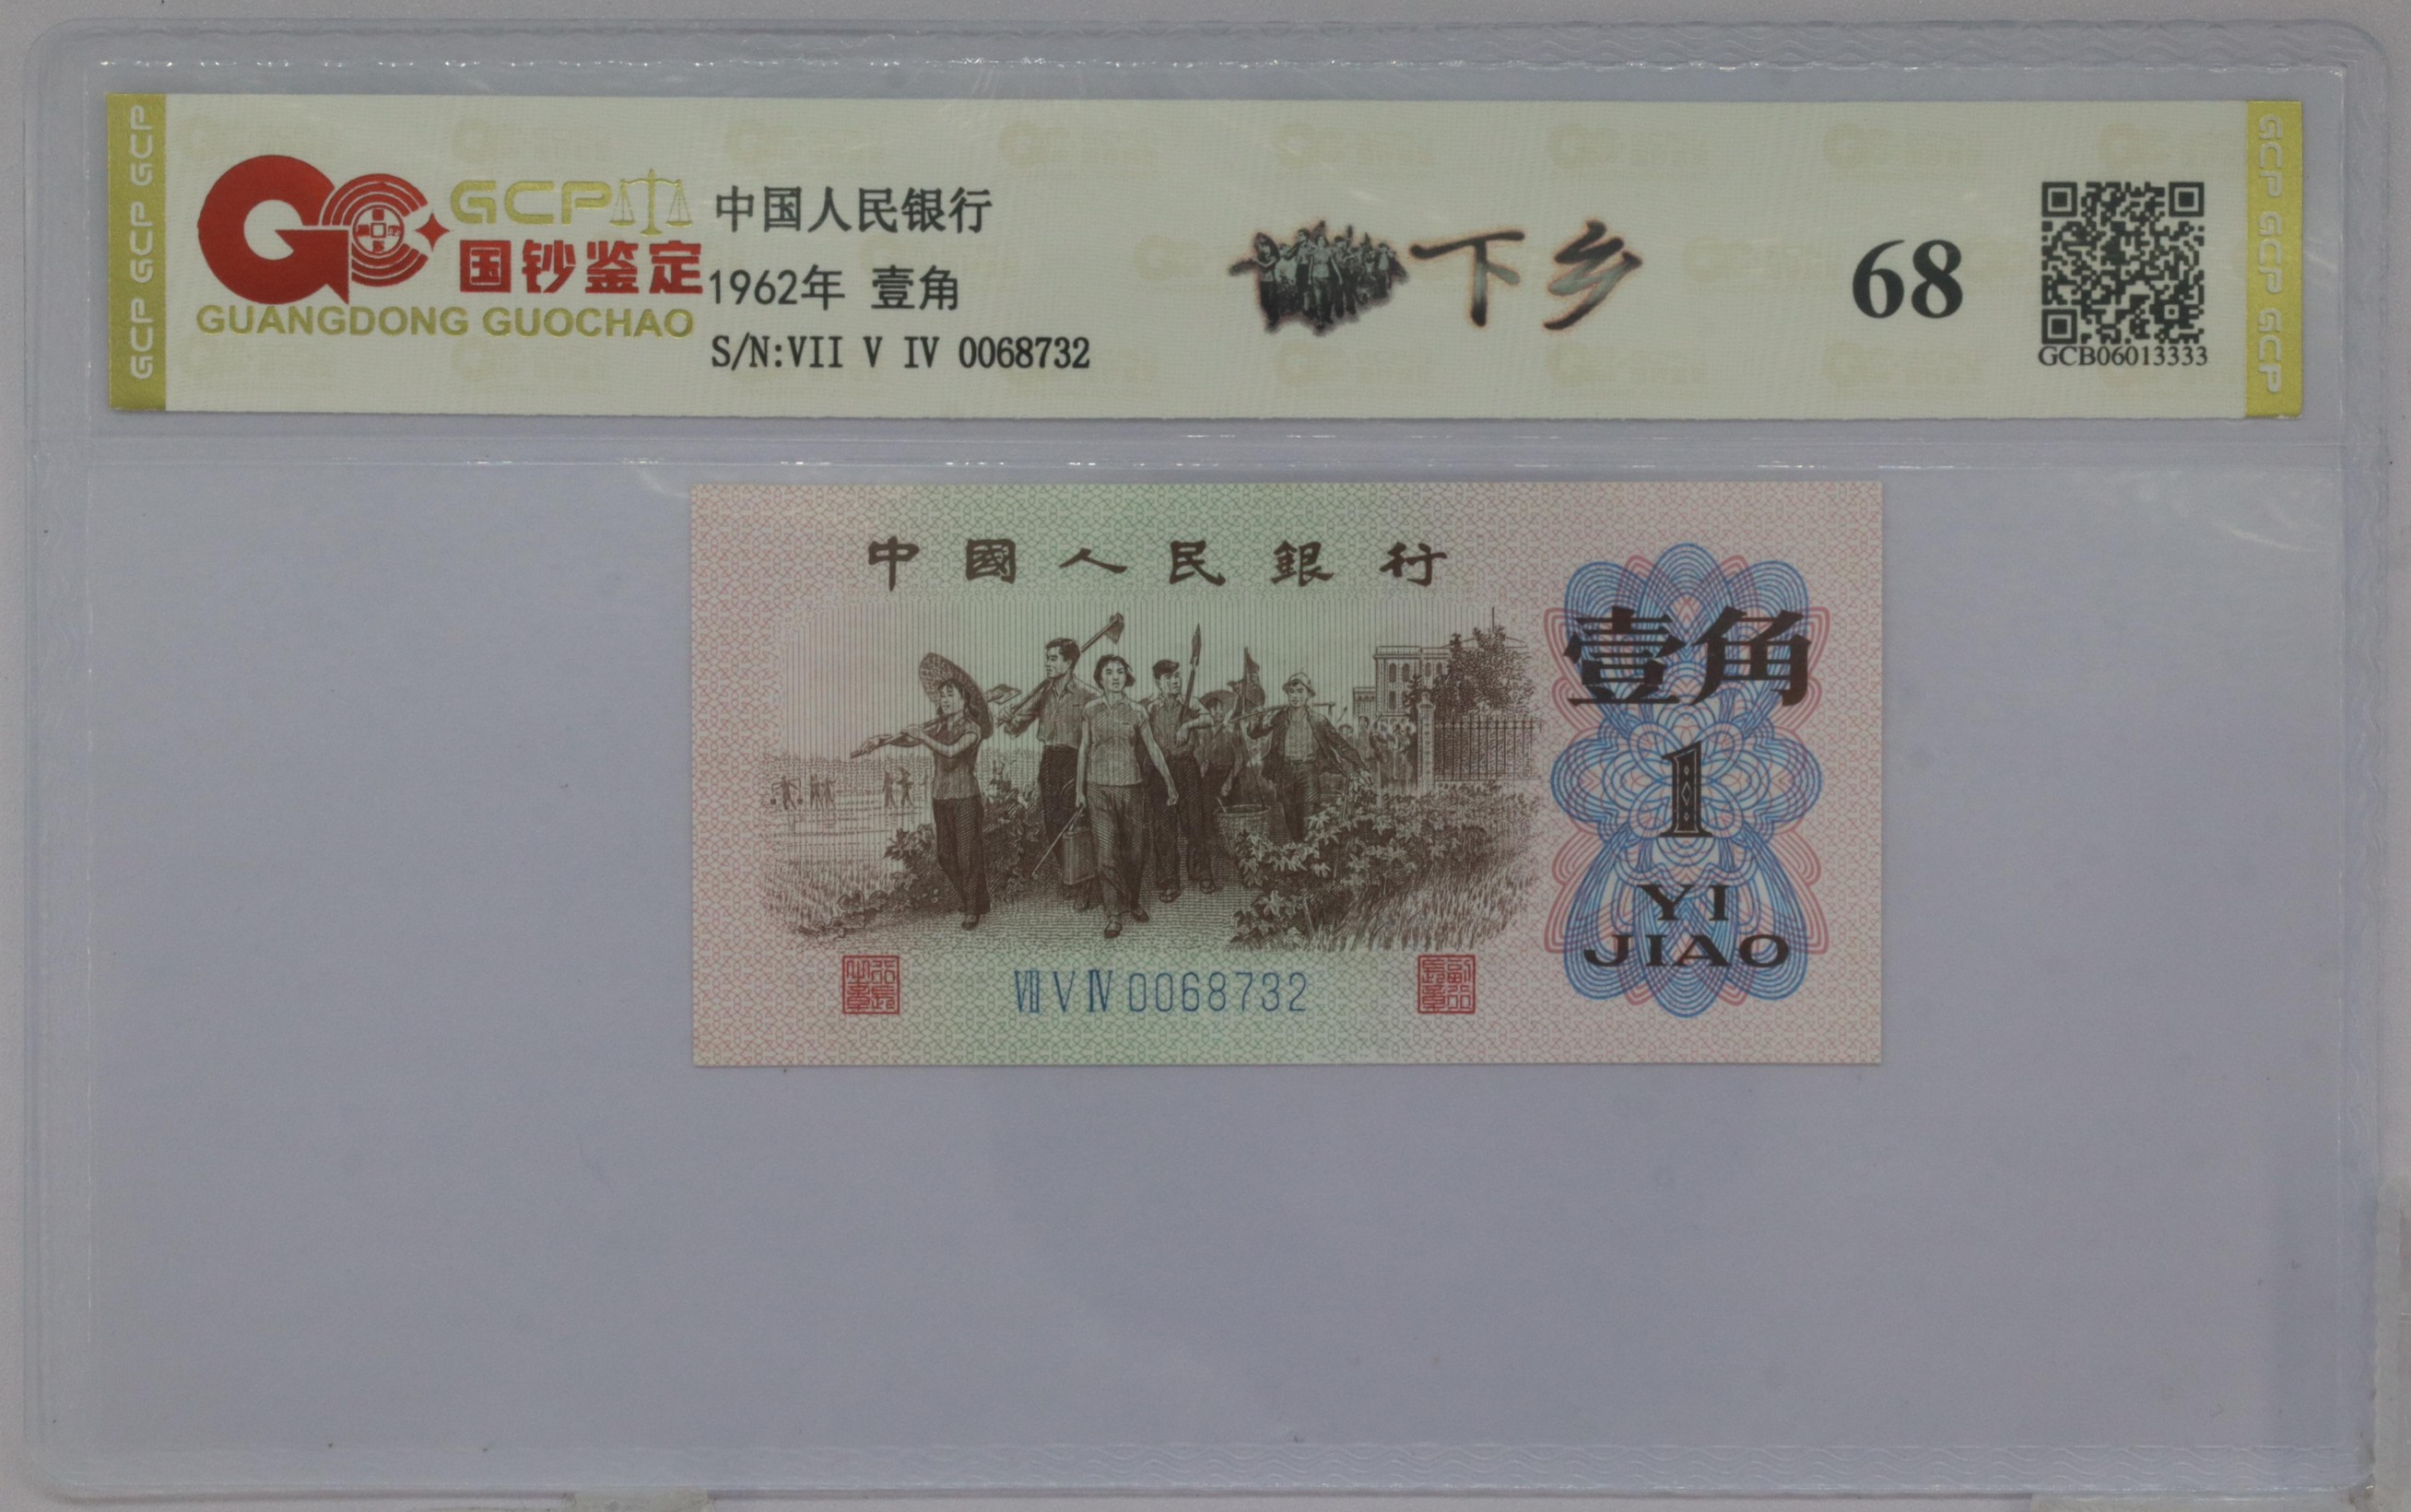 GCP GCP GCP
GCP
国钞鉴定
GUANGDONG GUOCHAO
中国人民银行
1962年 壹角
S/N:VII V IV 0068732
下乡
68
GCB06013333
GCP GCP GCP
中國人民銀行
壹角
1
YI
JIAO
VII V IV 0068732